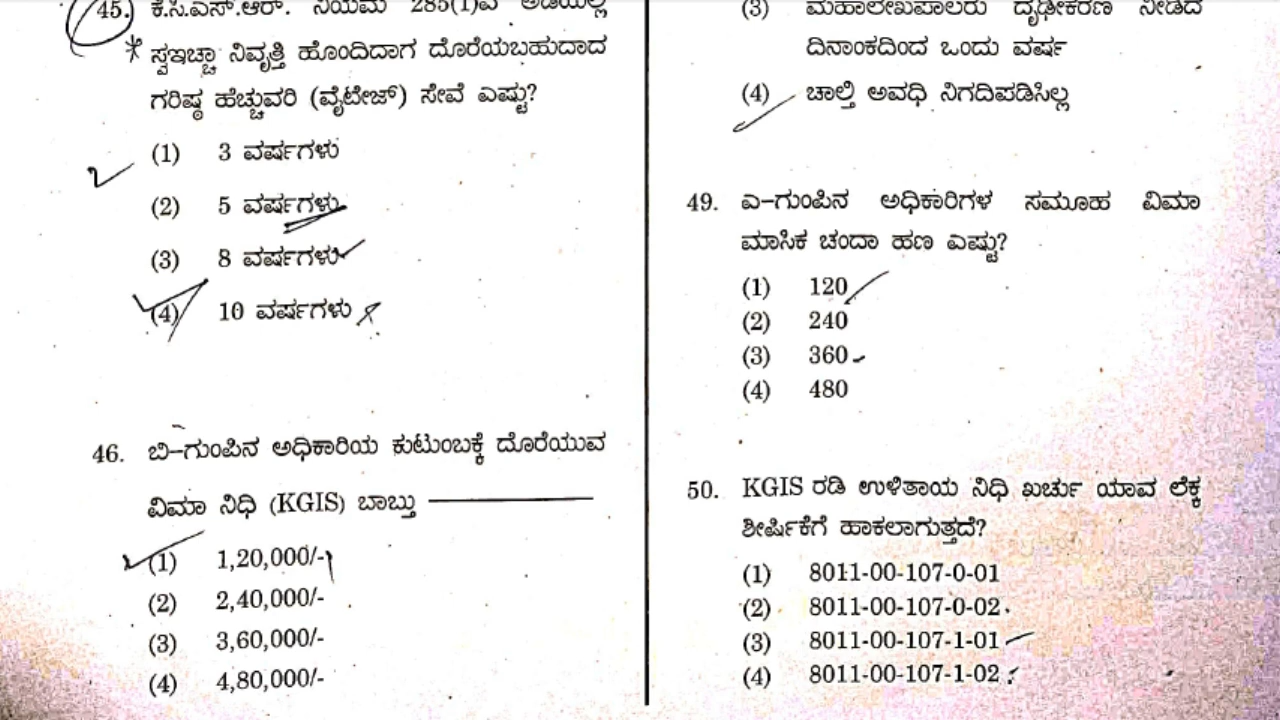 45. ಕೆ.ಸಿ.ಎಸ್.ಆರ್. ನಿಯಮ 285(1)ಎ ಅಡಿಯಲ್ಲಿ
ಸ್ವಇಚ್ಛಾ ನಿವೃತ್ತಿ ಹೊಂದಿದಾಗ ದೊರೆಯಬಹುದಾದ
ಗರಿಷ್ಠ ಹೆಚ್ಚುವರಿ (ವೈಟೇಜ್) ಸೇವೆ ಎಷ್ಟು?
(1) 3 ವರ್ಷಗಳು
(2) 5 ವರ್ಷಗಳು
(3) 8 ವರ್ಷಗಳು
(4) 10 ವರ್ಷಗಳು
46. ಬಿ-ಗುಂಪಿನ ಅಧಿಕಾರಿಯ ಕುಟುಂಬಕ್ಕೆ ದೊರೆಯುವ
ವಿಮಾ ನಿಧಿ (KGIS) ಬಾಬ್ತು
(1) 1,20,000/-
(2) 2,40,000/-
(3) 3,60,000/-
(4) 4,80,000/-
(3) ಮಹಾಲೇಖಪಾಲರು ದೃಢೀಕರಣ ನೀಡಿದ
ದಿನಾಂಕದಿಂದ ಒಂದು ವರ್ಷ
(4) ಚಾಲ್ತಿ ಅವಧಿ ನಿಗದಿಪಡಿಸಿಲ್ಲ
49. ಎ-ಗುಂಪಿನ ಅಧಿಕಾರಿಗಳ ಸಮೂಹ ವಿಮಾ
ಮಾಸಿಕ ಚಂದಾ ಹಣ ಎಷ್ಟು?
(1) 120
(2) 240
(3) 360
(4) 480
50. KGIS ರಡಿ ಉಳಿತಾಯ ನಿಧಿ ಖರ್ಚು ಯಾವ ಲೆಕ್ಕ
ಶೀರ್ಷಿಕೆಗೆ ಹಾಕಲಾಗುತ್ತದೆ?
(1) 8011-00-107-0-01
(2) 8011-00-107-0-02
(3) 8011-00-107-1-01
(4) 8011-00-107-1-02